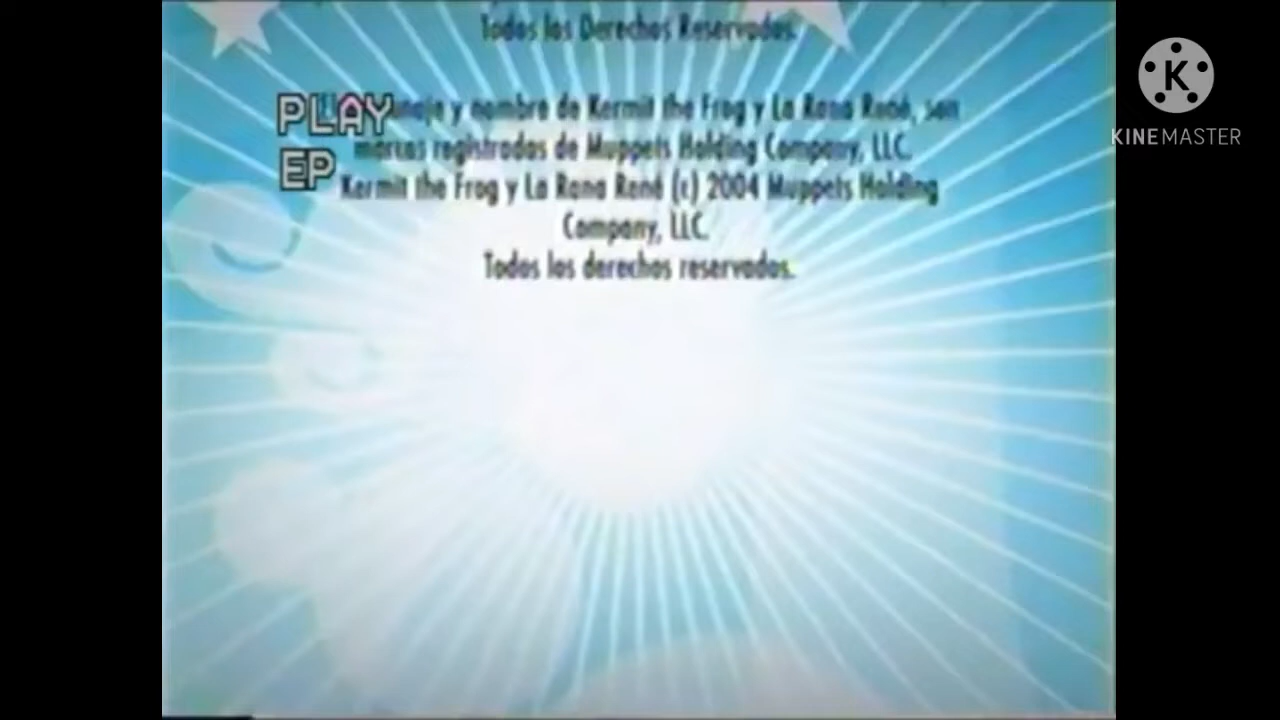 Todos los Derechos Reservados.
PLAY
y nombre de Kermit the Frog y La Rana René, son
marcas registradas de Muppets Holding Company, LLC.
EP
Kermit the Frog y La Rana René (c) 2004 Muppets Holding
Company, LLC.
Todos los derechos reservados.
K
KINEMASTER